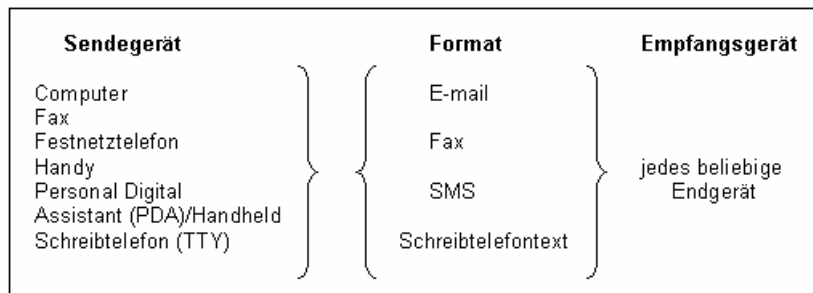 Sendegerät
Format
Empfangsgerät
Computer
Fax
Festnetztelefon
Handy
Personal Digital
Assistant (PDA)/Handheld
Schreibtelefon (TTY)
E-mail
Fax
SMS
Schreibtelefontext
jedes beliebige
Endgerät